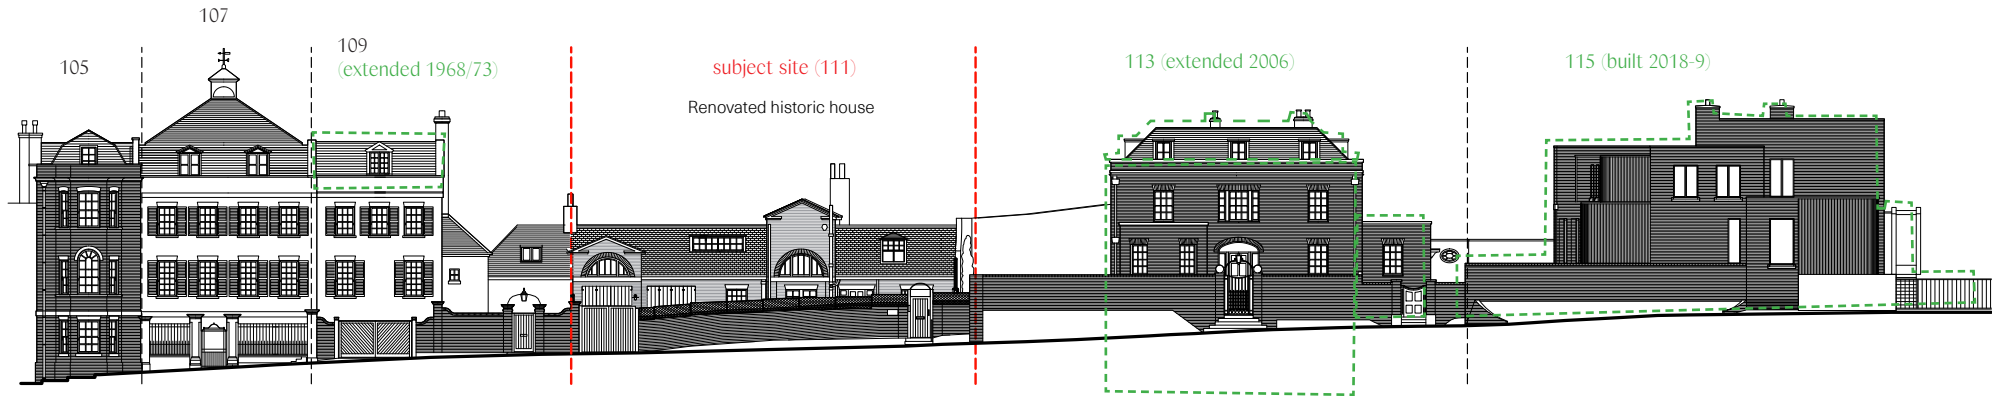 107
105
109
(extended 1968/73)
subject site (111)
Renovated historic house
113 (extended 2006)
115 (built 2018-9)